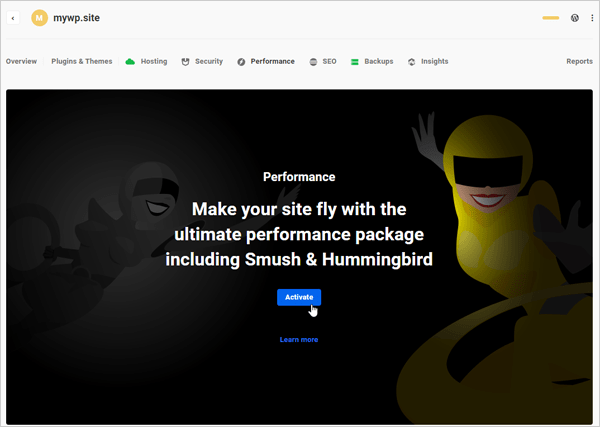 M mywp.site
Overview Plugins & Themes Hosting Security Performance SEO Backups Insights Reports
Performance
Make your site fly with the
ultimate performance package
including Smush & Hummingbird
Activate
Learn more